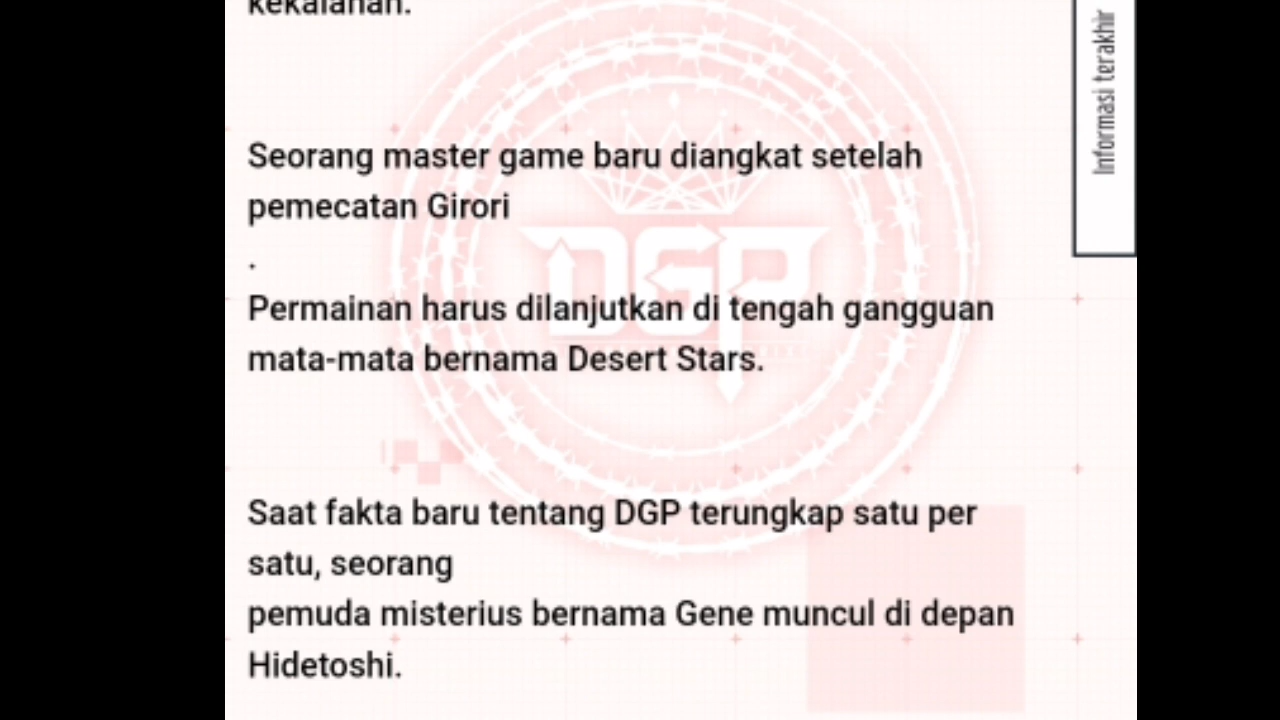 kekalahan.
Informasi terakhir
Seorang master game baru diangkat setelah
pemecatan Girori
.
DGP
Permainan harus dilanjutkan di tengah gangguan
mata-mata bernama Desert Stars.
Saat fakta baru tentang DGP terungkap satu per
satu, seorang
pemuda misterius bernama Gene muncul di depan
Hidetoshi.